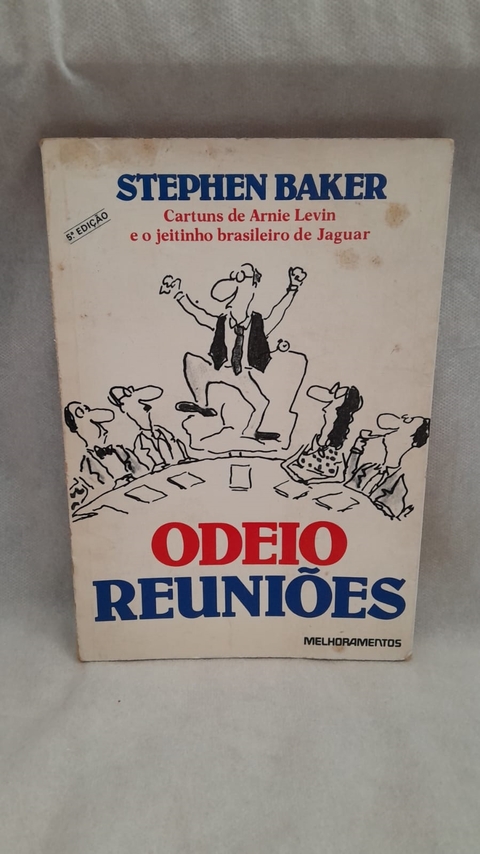 STEPHEN BAKER
Cartuns de Arnie Levin
e o jeitinho brasileiro de Jaguar
5ª EDIÇÃO
ODEIO
REUNIÕES
MELHORAMENTOS